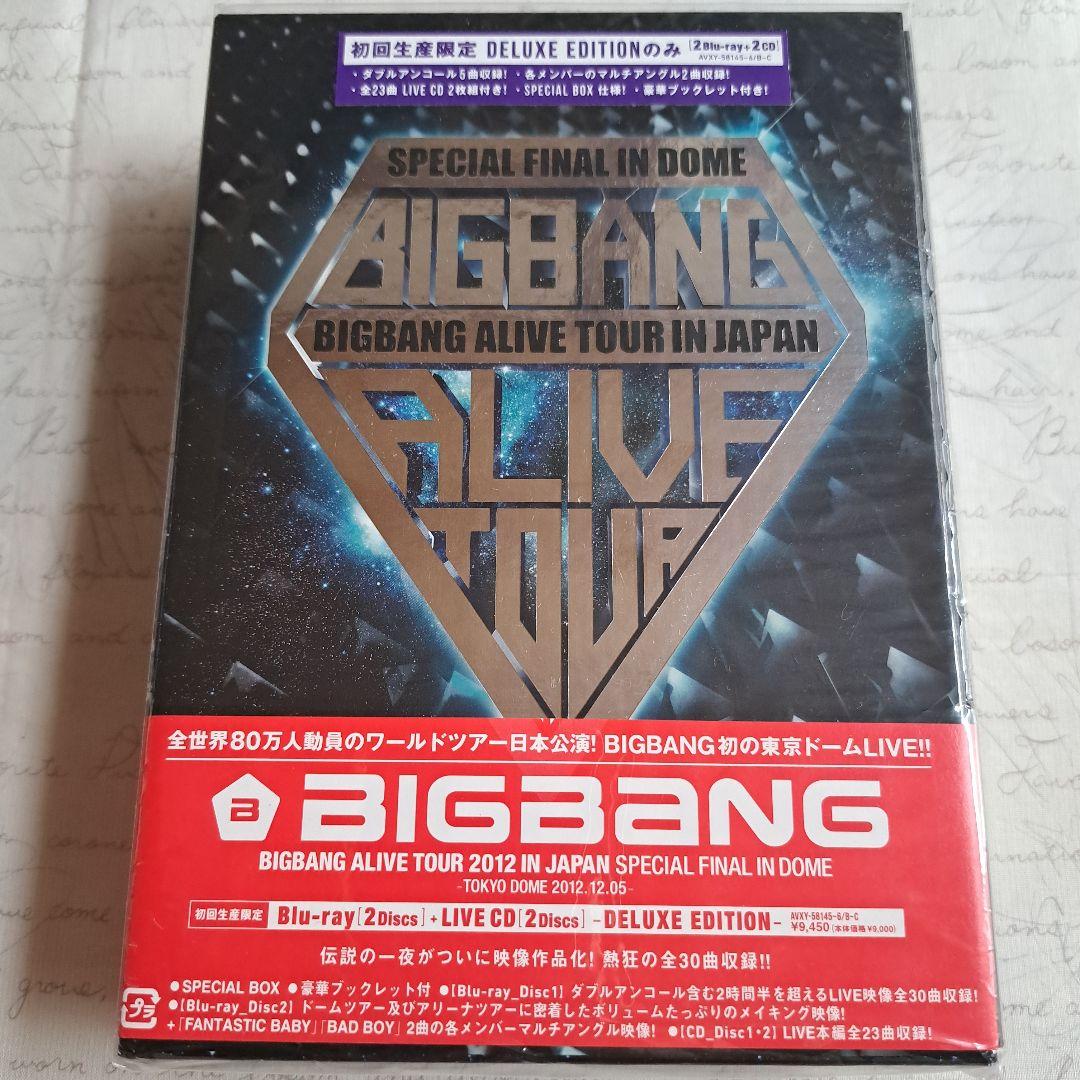 初回生産限定 DELUXE EDITIONのみ [2Blu-ray+2CD]
AVXY-58145~6/B~C
・ダブルアンコール5曲収録! ・各メンバーのマルチアングル2曲収録!
・全23曲 LIVE CD 2枚組付き! ・SPECIAL BOX 仕様! ・豪華ブックレット付き!
SPECIAL FINAL IN DOME
BIGBANG
BIGBANG ALIVE TOUR IN JAPAN
ALIVE
TOUR
全世界80万人動員のワールドツアー日本公演! BIGBANG初の東京ドームLIVE!!
B BIGBANG
BIGBANG ALIVE TOUR 2012 IN JAPAN SPECIAL FINAL IN DOME
-TOKYO DOME 2012.12.05-
初回生産限定 Blu-ray[2Discs]+LIVE CD[2Discs] -DELUXE EDITION- AVXY-58145~6/B~C
¥9,450(本体価格 ¥9,000)
伝説の一夜がついに映像作品化! 熱狂の全30曲収録!!
●SPECIAL BOX ●豪華ブックレット付 ●[Blu-ray_Disc1] ダブルアンコール含む2時間半を超えるLIVE映像全30曲収録!
●[Blu-ray_Disc2] ドームツアー及びアリーナツアーに密着したボリュームたっぷりのメイキング映像!
+「FANTASTIC BABY」「BAD BOY」 2曲の各メンバーマルチアングル映像! ●[CD_Disc1・2] LIVE本編全23曲収録!
プラ